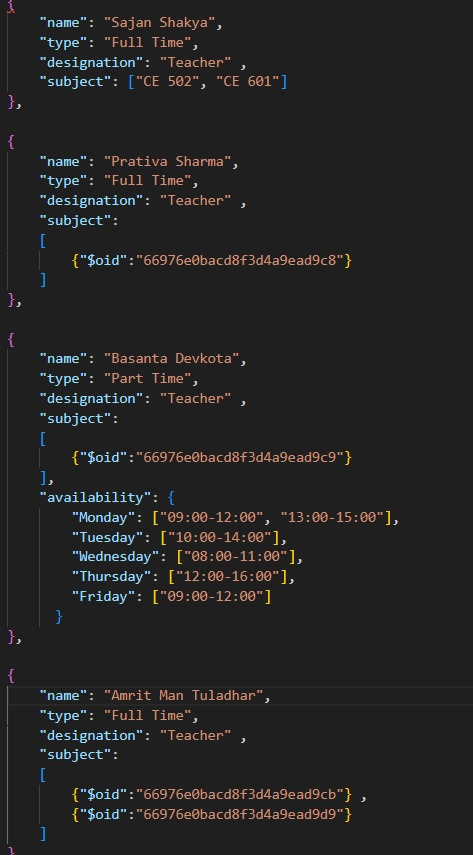 {
"name": "Sajan Shakya",
"type": "Full Time",
"designation": "Teacher" ,
"subject": ["CE 502", "CE 601"]
},
{
"name": "Prativa Sharma",
"type": "Full Time",
"designation": "Teacher" ,
"subject":
[
{"$oid":"66976e0bacd8f3d4a9ead9c8"}
]
},
{
"name": "Basanta Devkota",
"type": "Part Time",
"designation": "Teacher" ,
"subject":
[
{"$oid":"66976e0bacd8f3d4a9ead9c9"}
],
"availability": {
"Monday": ["09:00-12:00", "13:00-15:00"],
"Tuesday": ["10:00-14:00"],
"Wednesday": ["08:00-11:00"],
"Thursday": ["12:00-16:00"],
"Friday": ["09:00-12:00"]
}
},
{
"name": "Amrit Man Tuladhar",
"type": "Full Time",
"designation": "Teacher" ,
"subject":
[
{"$oid":"66976e0bacd8f3d4a9ead9cb"} ,
{"$oid":"66976e0bacd8f3d4a9ead9d9"}
]
}